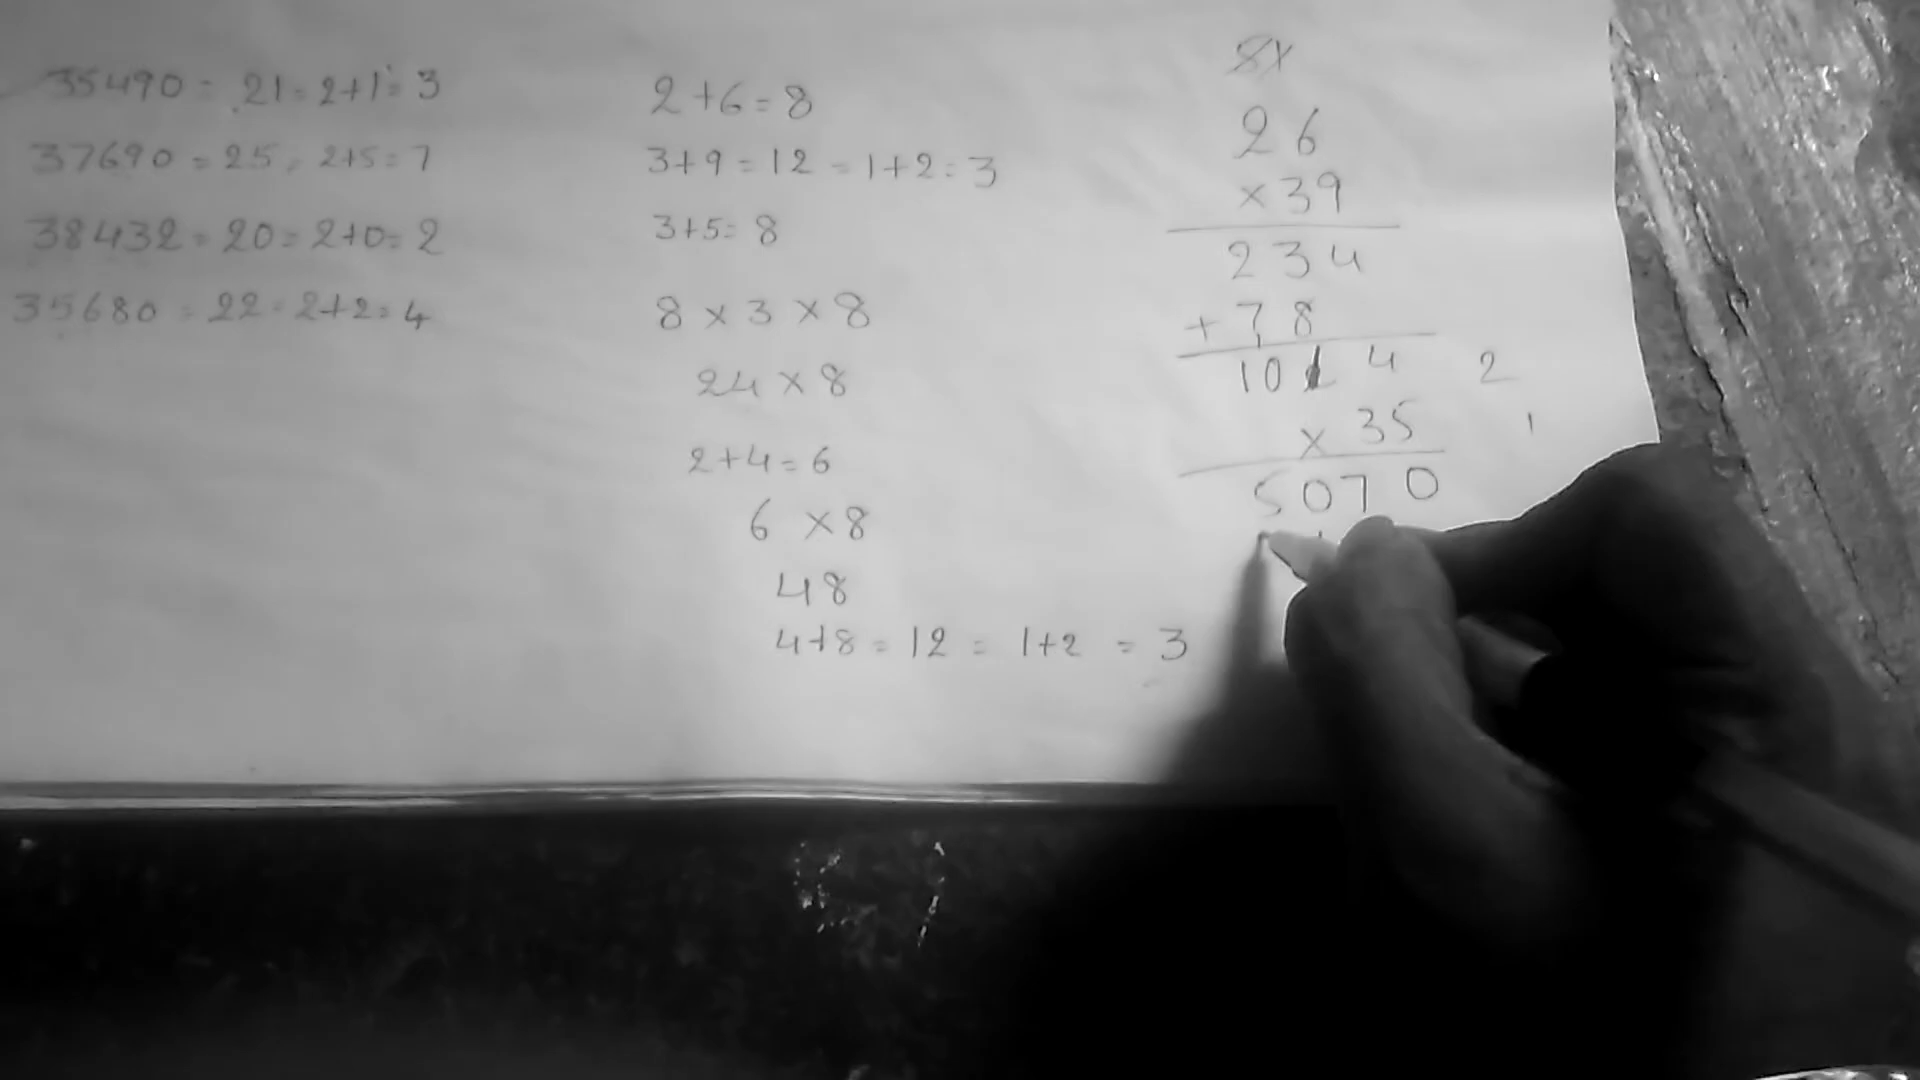 35490 = 21 = 2+1 = 3
37690 = 25, 2+5 = 7
38432 = 20 = 2+0 = 2
35680 = 22 = 2+2 = 4
2+6 = 8
3+9 = 12 = 1+2 = 3
3+5 = 8
8 × 3 × 8
24 × 8
2+4 = 6
6 × 8
48
4+8 = 12 = 1+2 = 3
26
× 39
234
+ 78
10 4
2
× 35
1
5070